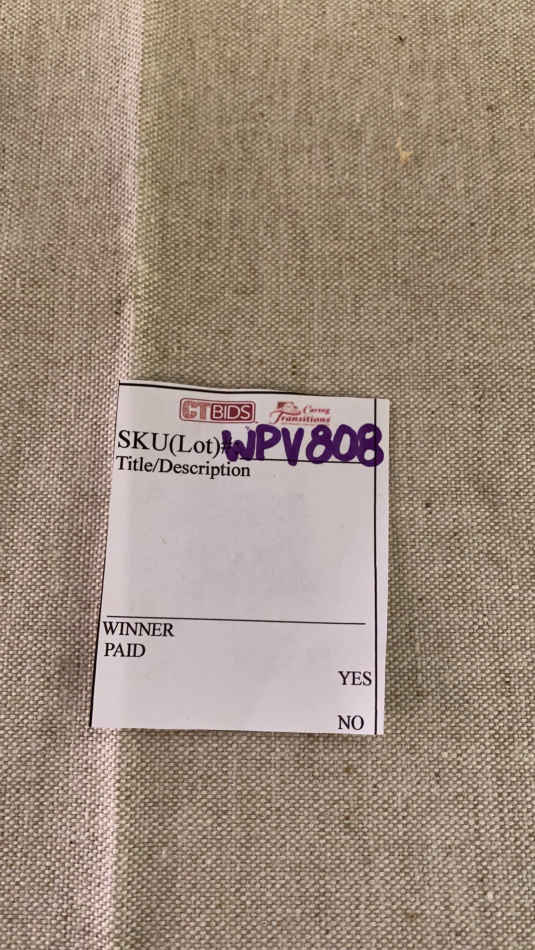 CTBIDS Caring Transitions
SKU(Lot)# WPV808
Title/Description
WINNER
PAID
YES
NO